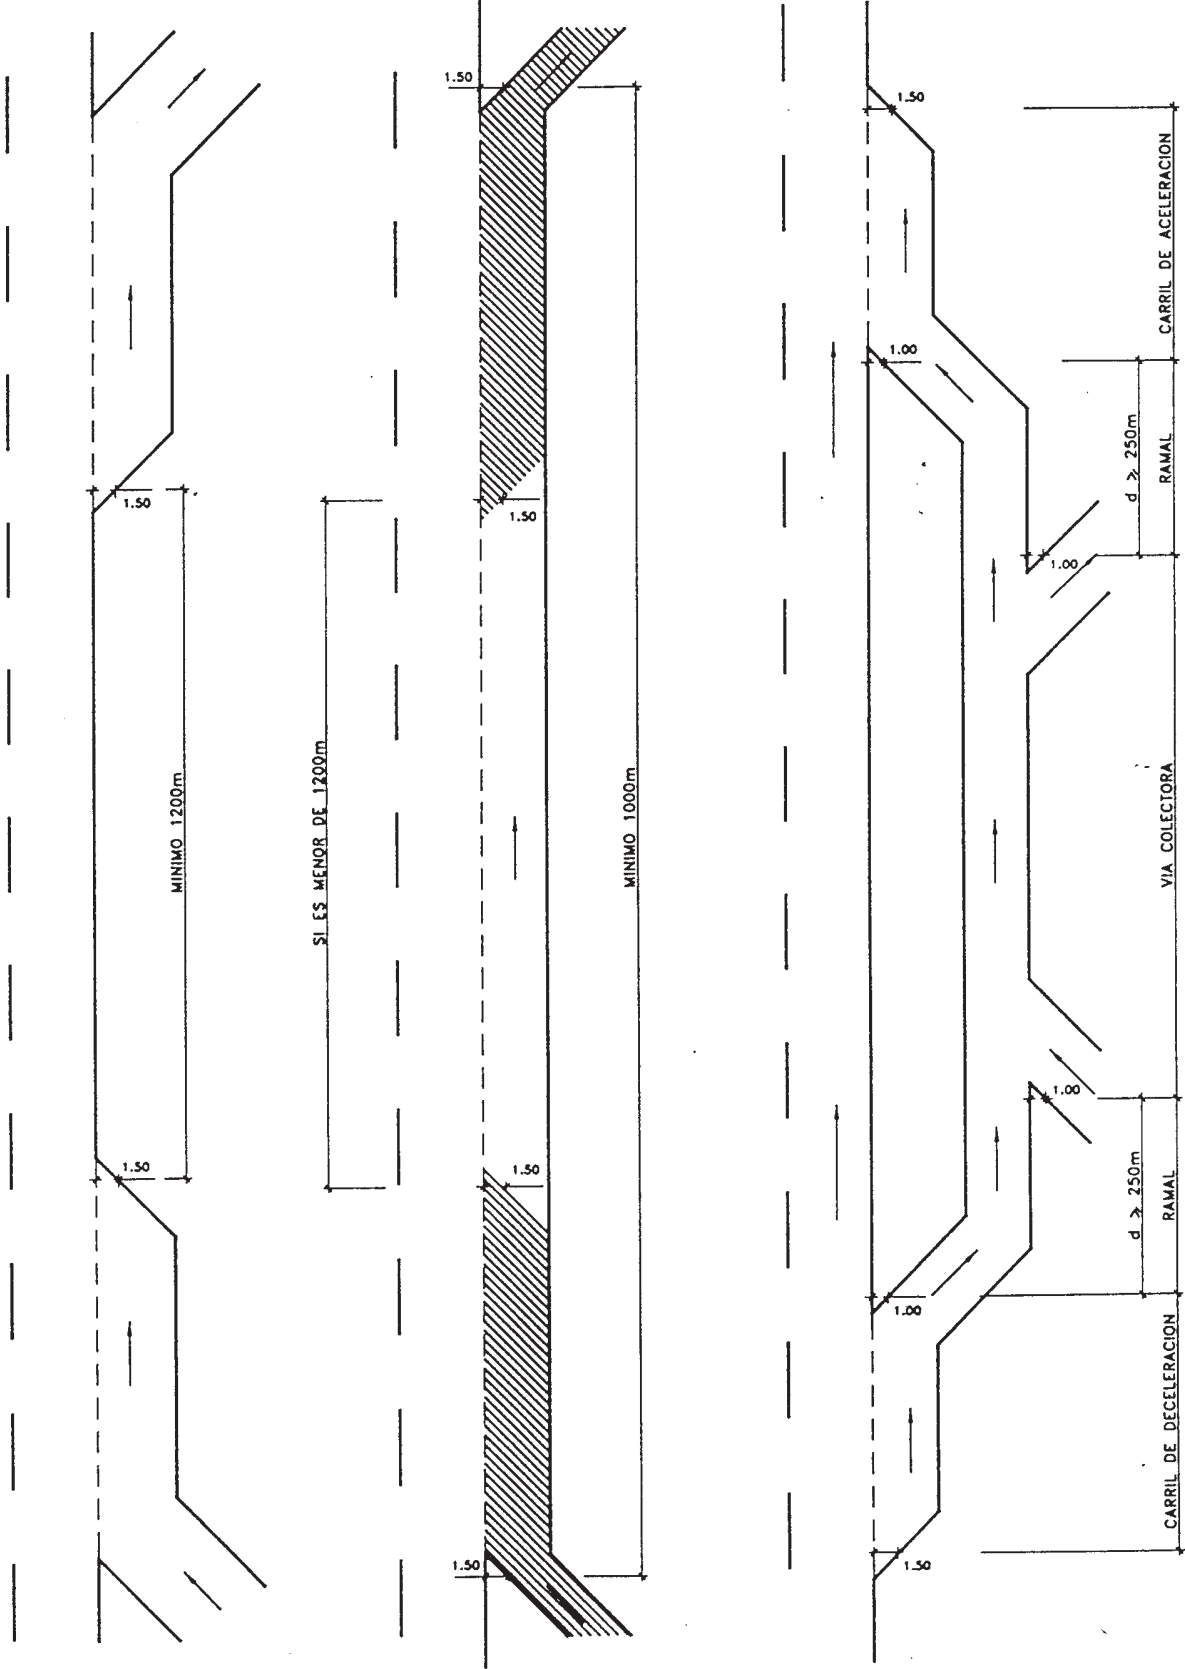 1.50
1.50
MINIMO 1200m
SI ES MENOR DE 1200m
1.50
1.50
1.50
1.50
MINIMO 1000m
1.50
1.00
1.00
1.00
1.00
1.50
CARRIL DE ACELERACION
d ⩾ 250m
RAMAL
VIA COLECTORA
d ⩾ 250m
RAMAL
CARRIL DE DECELERACION